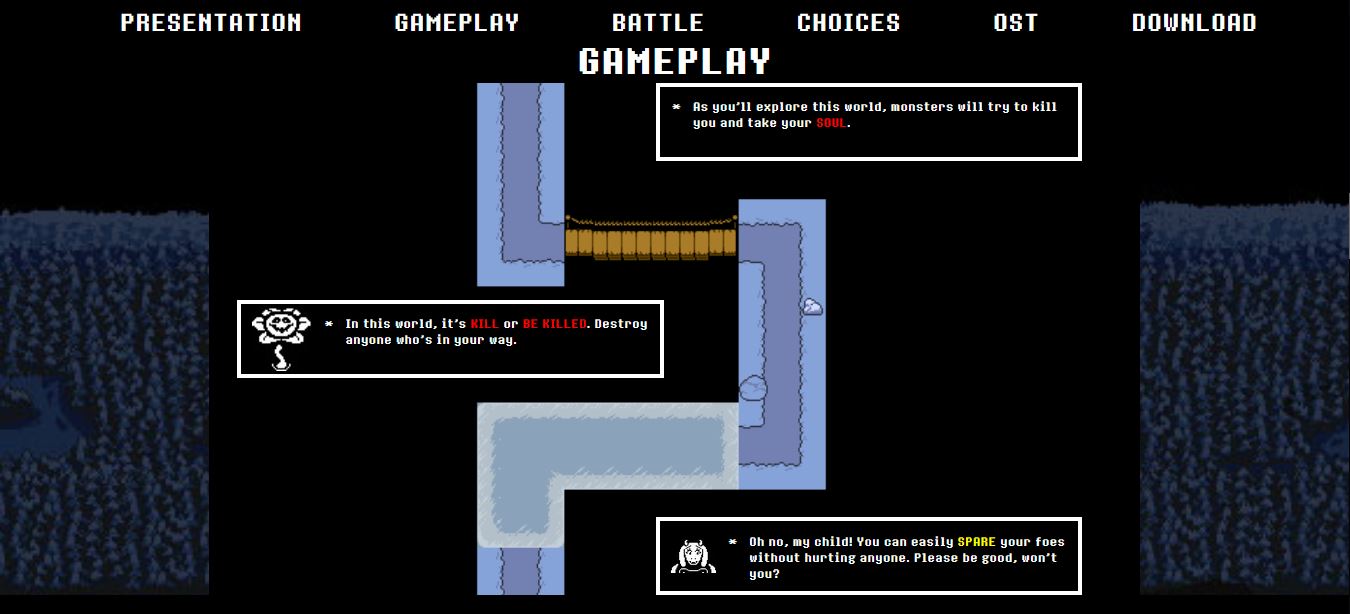 PRESENTATION GAMEPLAY BATTLE CHOICES OST DOWNLOAD
GAMEPLAY
* As you'll explore this world, monsters will try to kill
you and take your SOUL.
* In this world, it's KILL or BE KILLED. Destroy
anyone who's in your way.
* Oh no, my child! You can easily SPARE your foes
without hurting anyone. Please be good, won't
you?